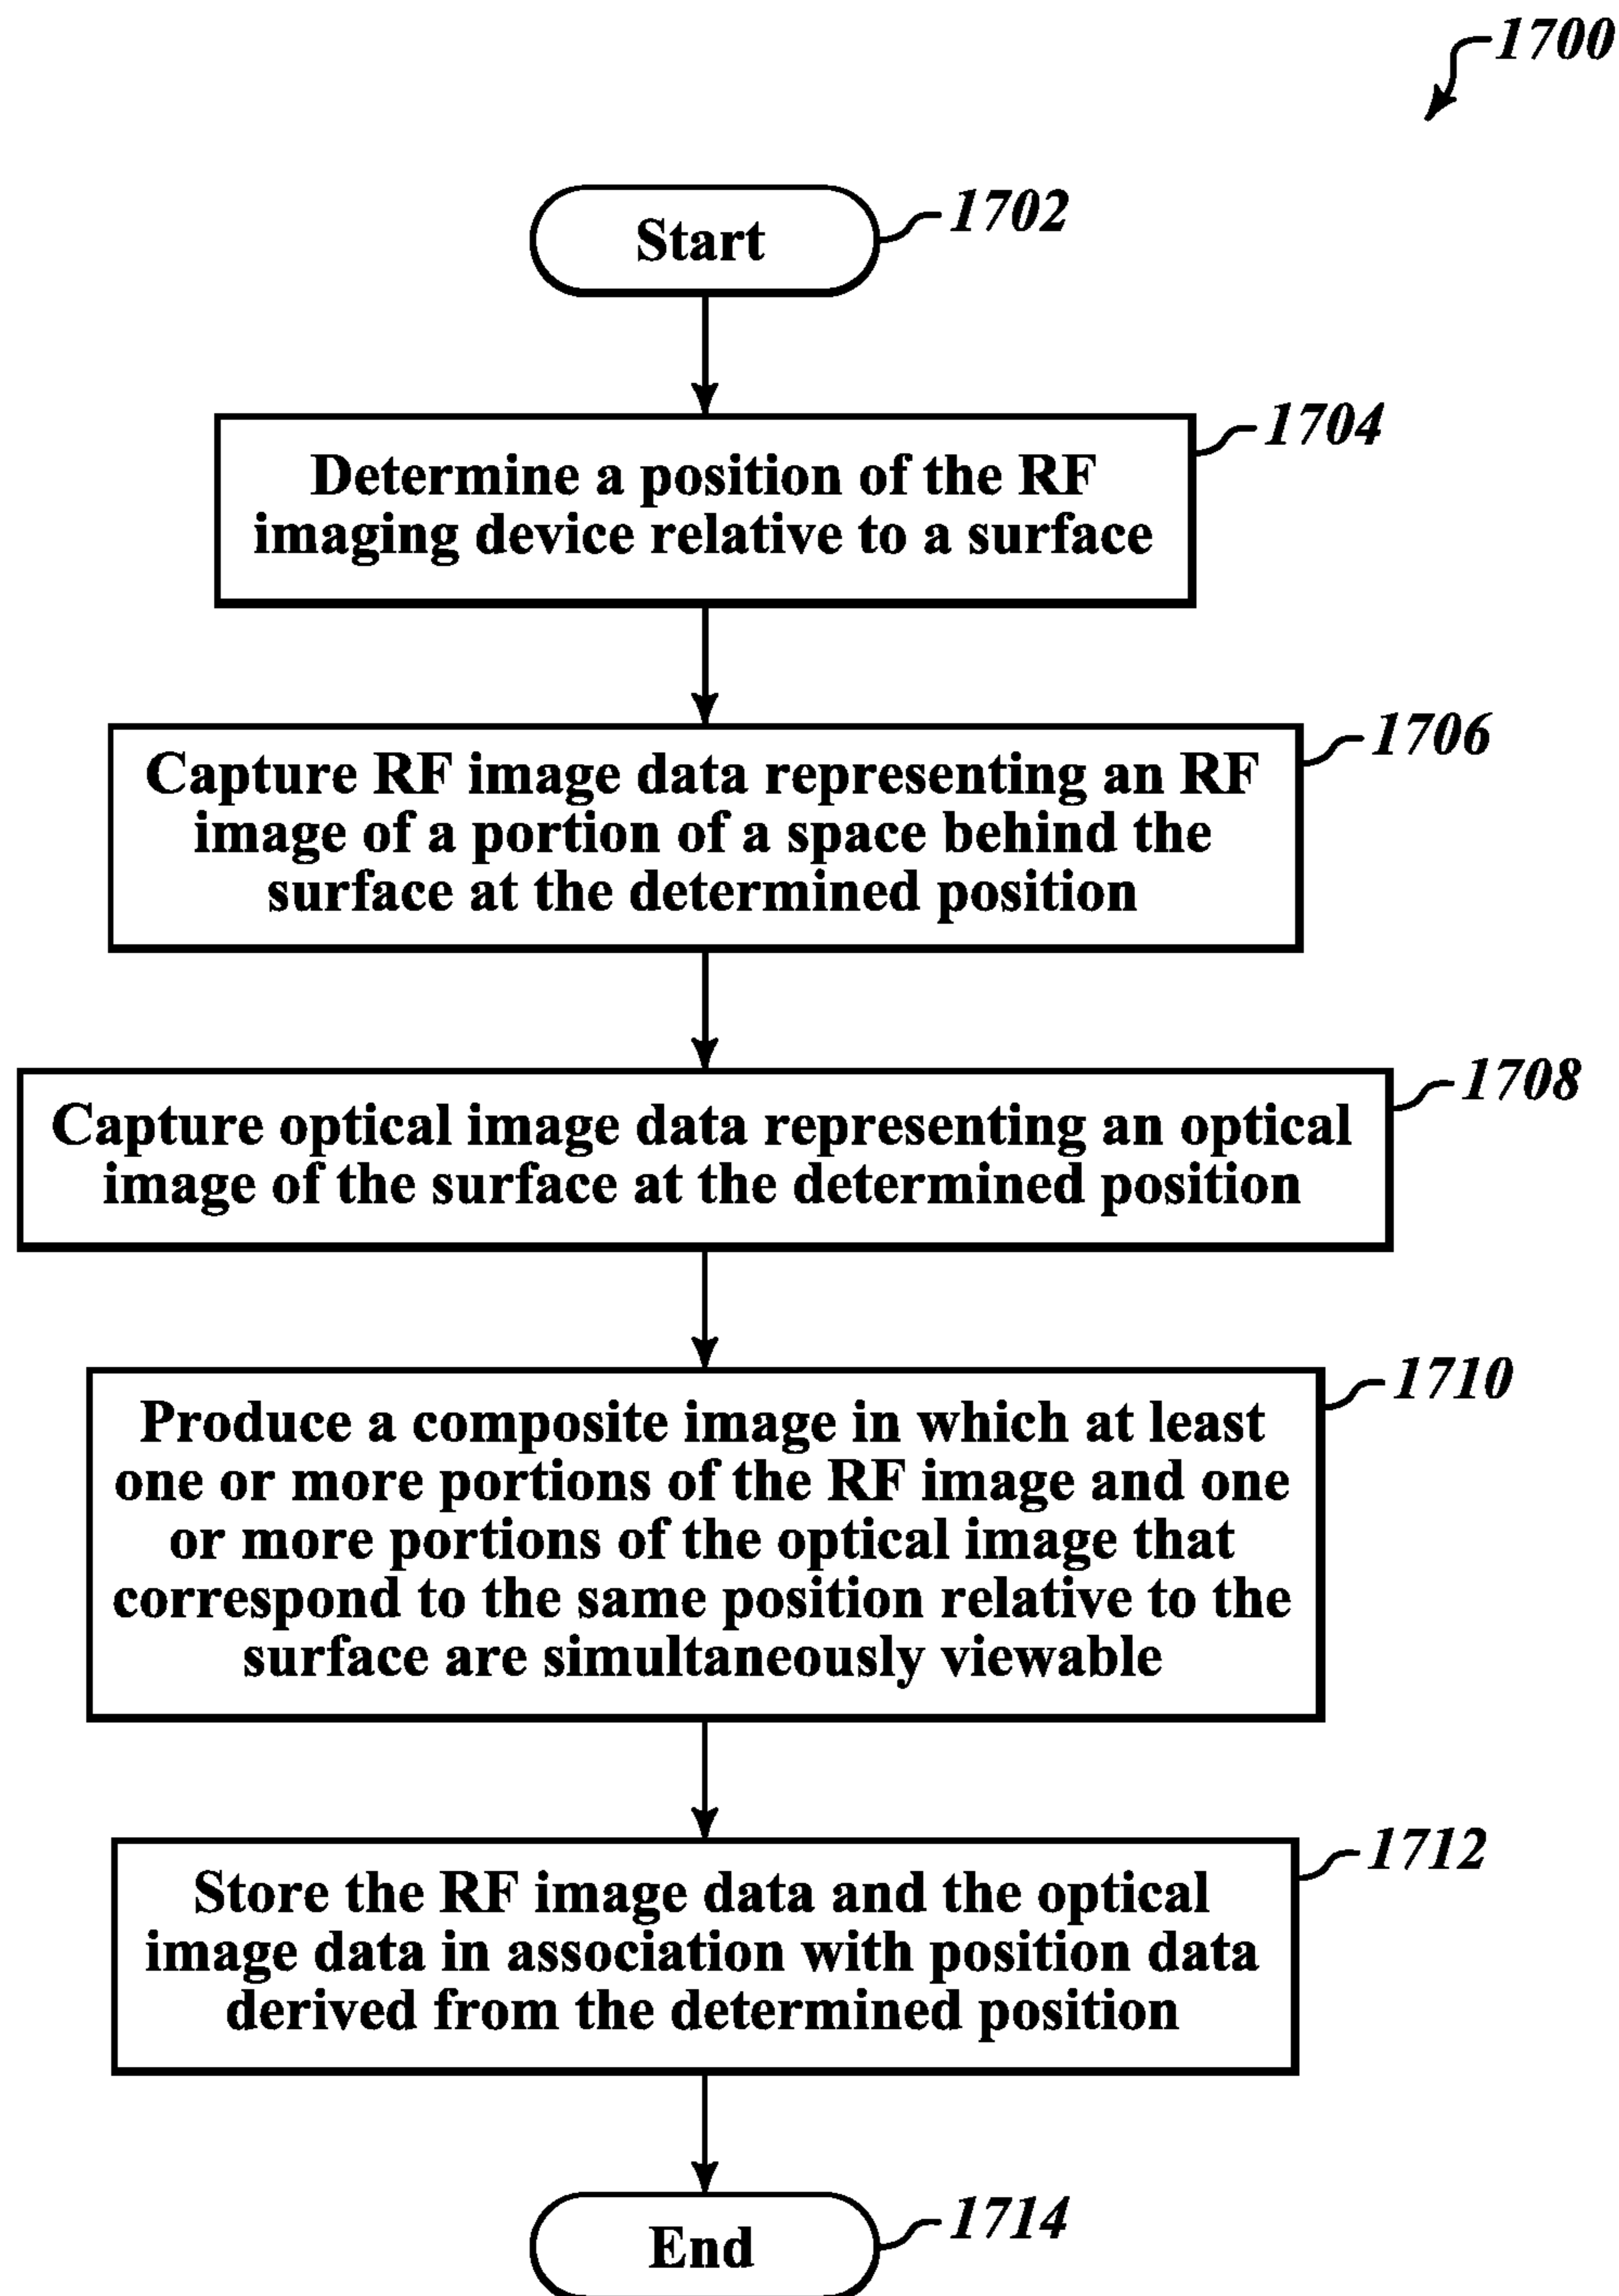 1700
Start
1702
Determine a position of the RF
imaging device relative to a surface
1704
Capture RF image data representing an RF
image of a portion of a space behind the
surface at the determined position
1706
Capture optical image data representing an optical
image of the surface at the determined position
1708
Produce a composite image in which at least
one or more portions of the RF image and one
or more portions of the optical image that
correspond to the same position relative to the
surface are simultaneously viewable
1710
Store the RF image data and the optical
image data in association with position data
derived from the determined position
1712
End
1714